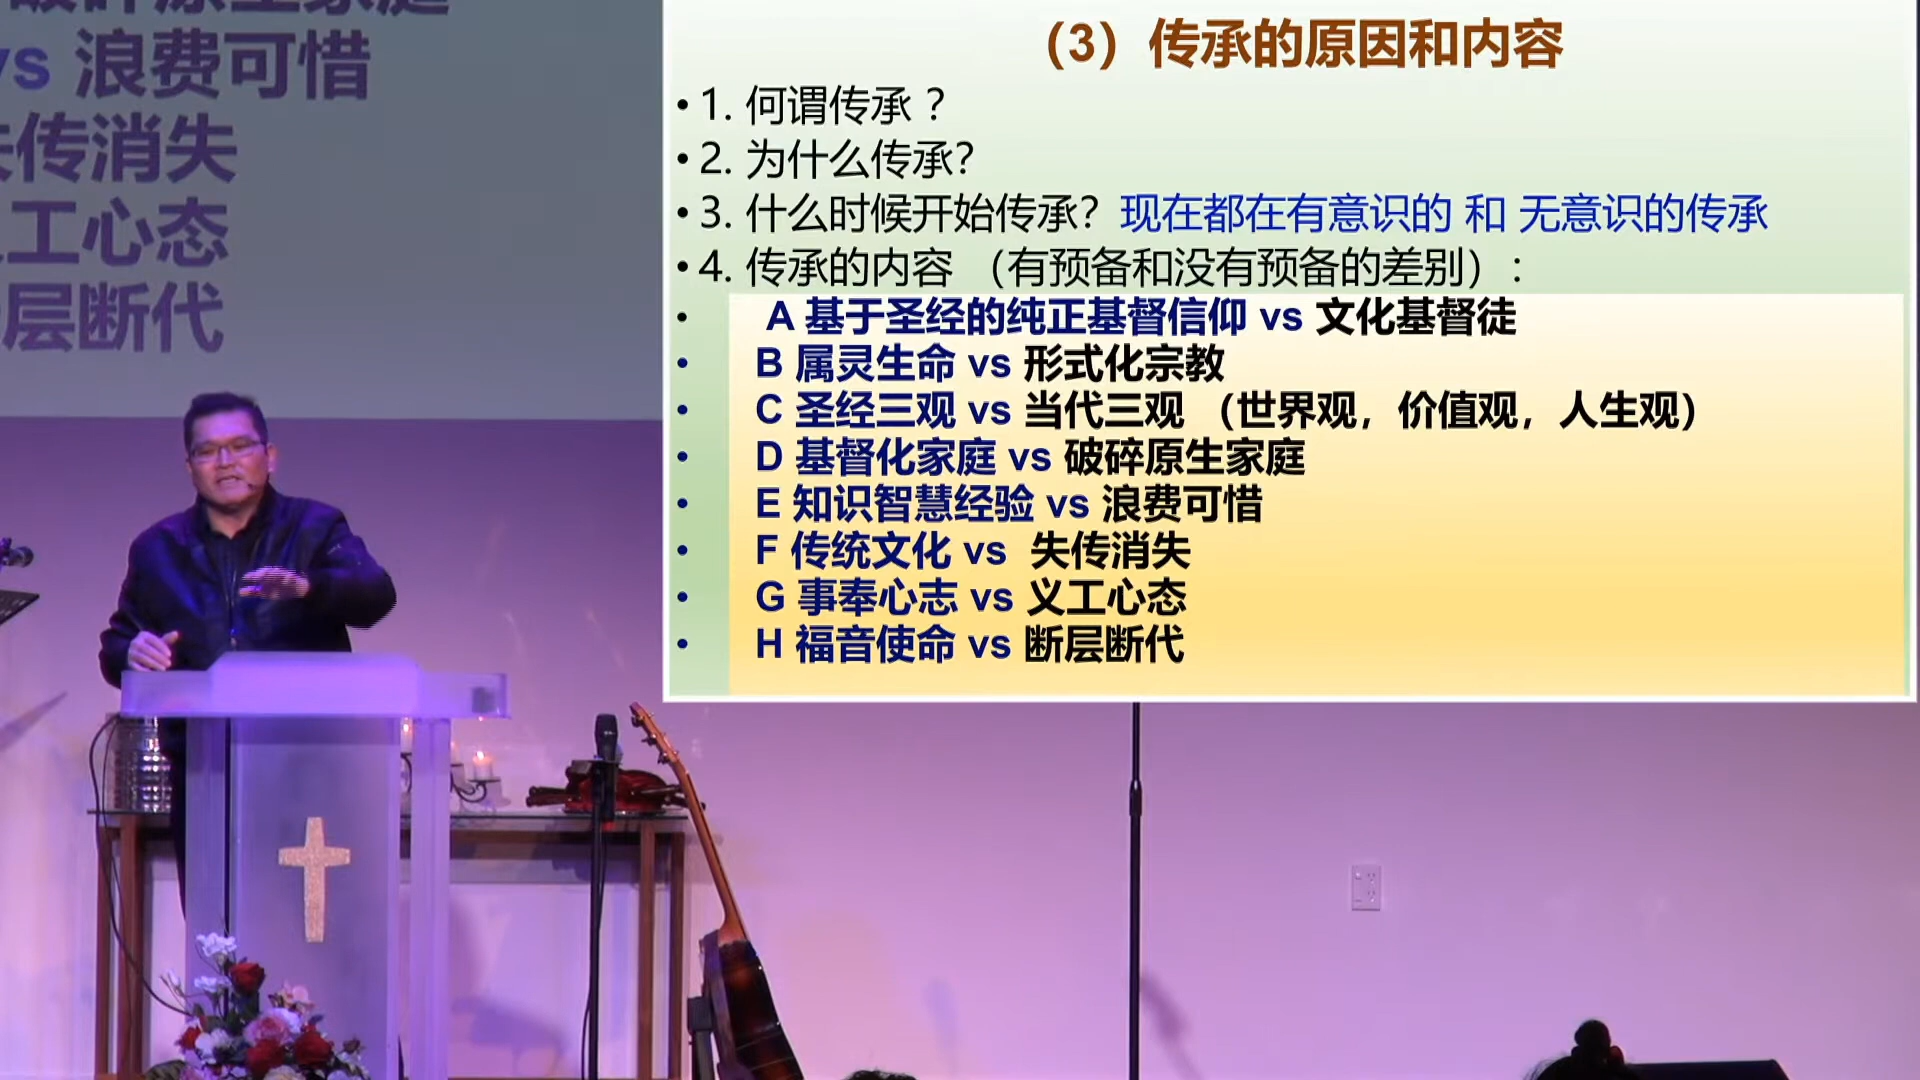 浪费可惜
传消失
工心态
层断代
（3）传承的原因和内容
• 1. 何谓传承 ？
• 2. 为什么传承?
• 3. 什么时候开始传承? 现在都在有意识的 和 无意识的传承
• 4. 传承的内容 （有预备和没有预备的差别）:
• A 基于圣经的纯正基督信仰 vs 文化基督徒
• B 属灵生命 vs 形式化宗教
• C 圣经三观 vs 当代三观 （世界观，价值观，人生观）
• D 基督化家庭 vs 破碎原生家庭
• E 知识智慧经验 vs 浪费可惜
• F 传统文化 vs 失传消失
• G 事奉心志 vs 义工心态
• H 福音使命 vs 断层断代